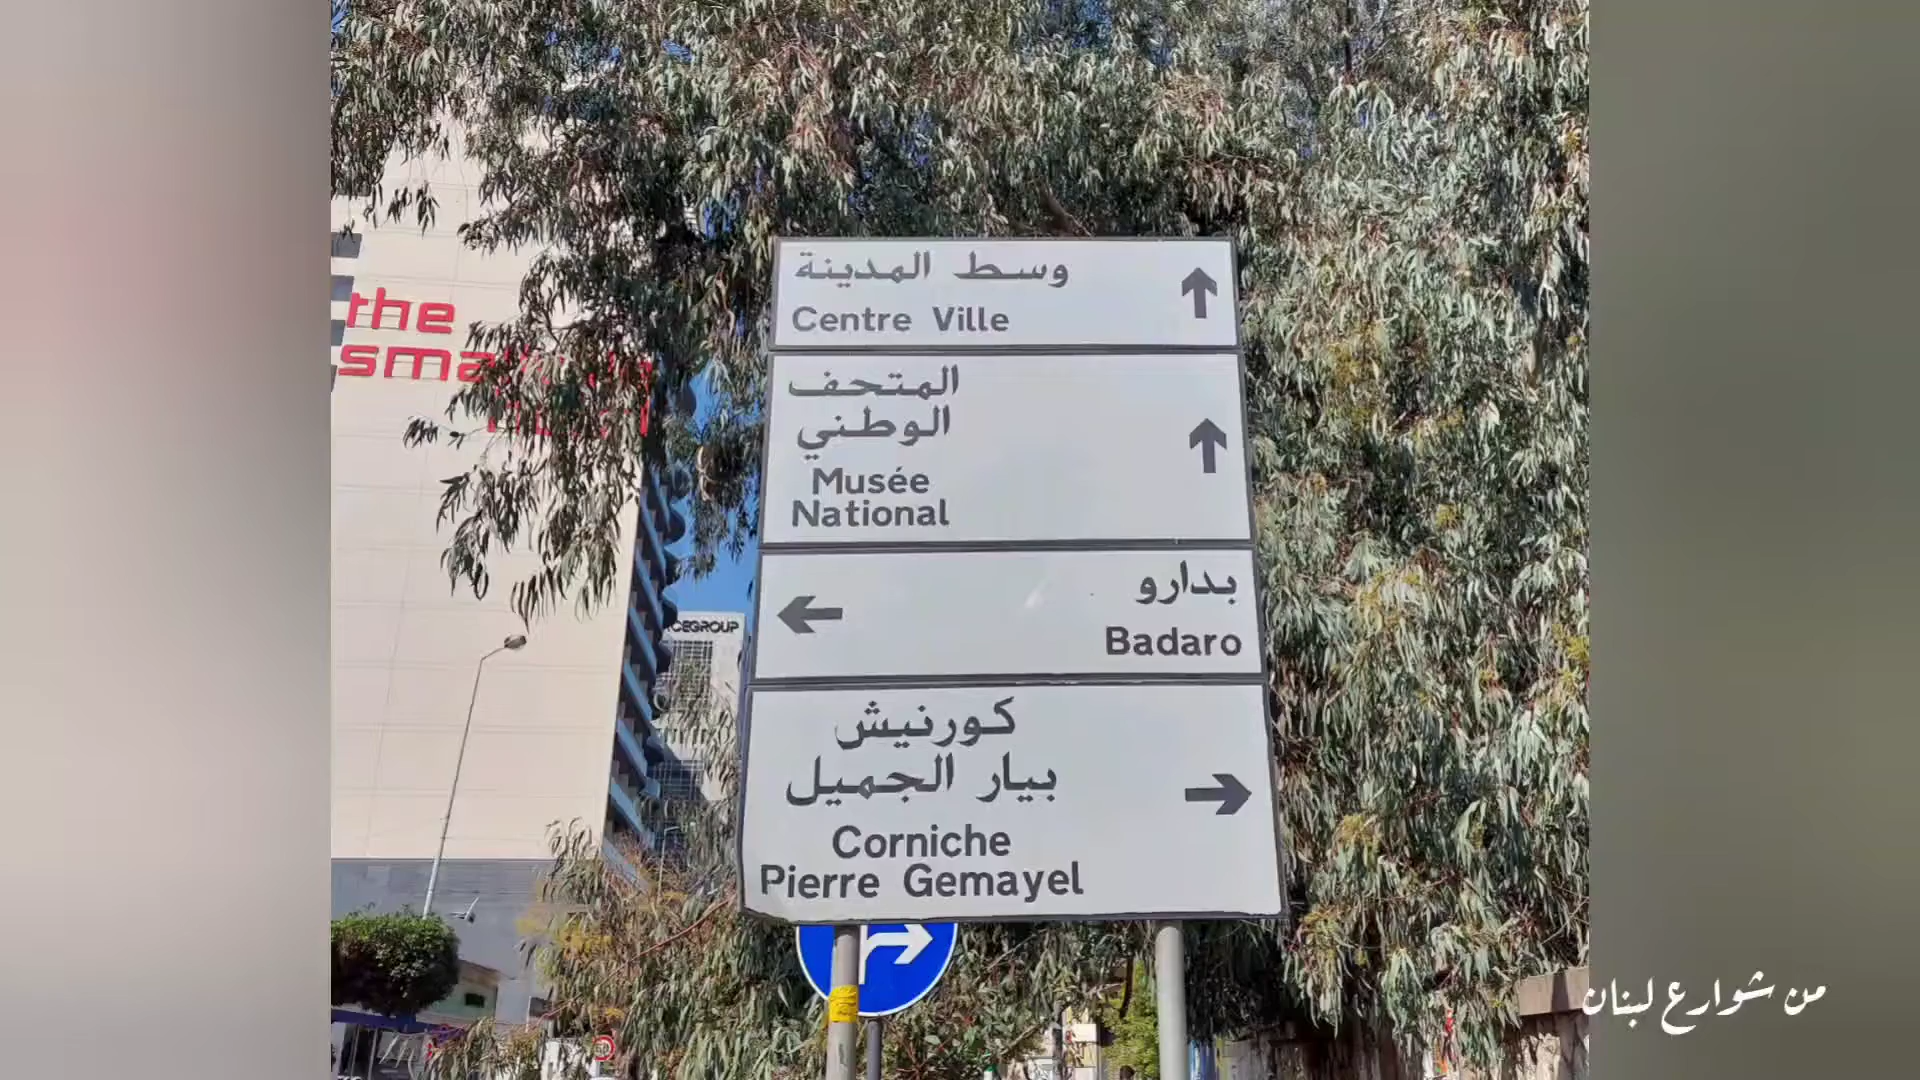 وسط المدينة
Centre Ville
المتحف
الوطني
Musée
National
بدارو
Badaro
كورنيش
بيار الجميل
Corniche
Pierre Gemayel
the
من شوارع لبنان